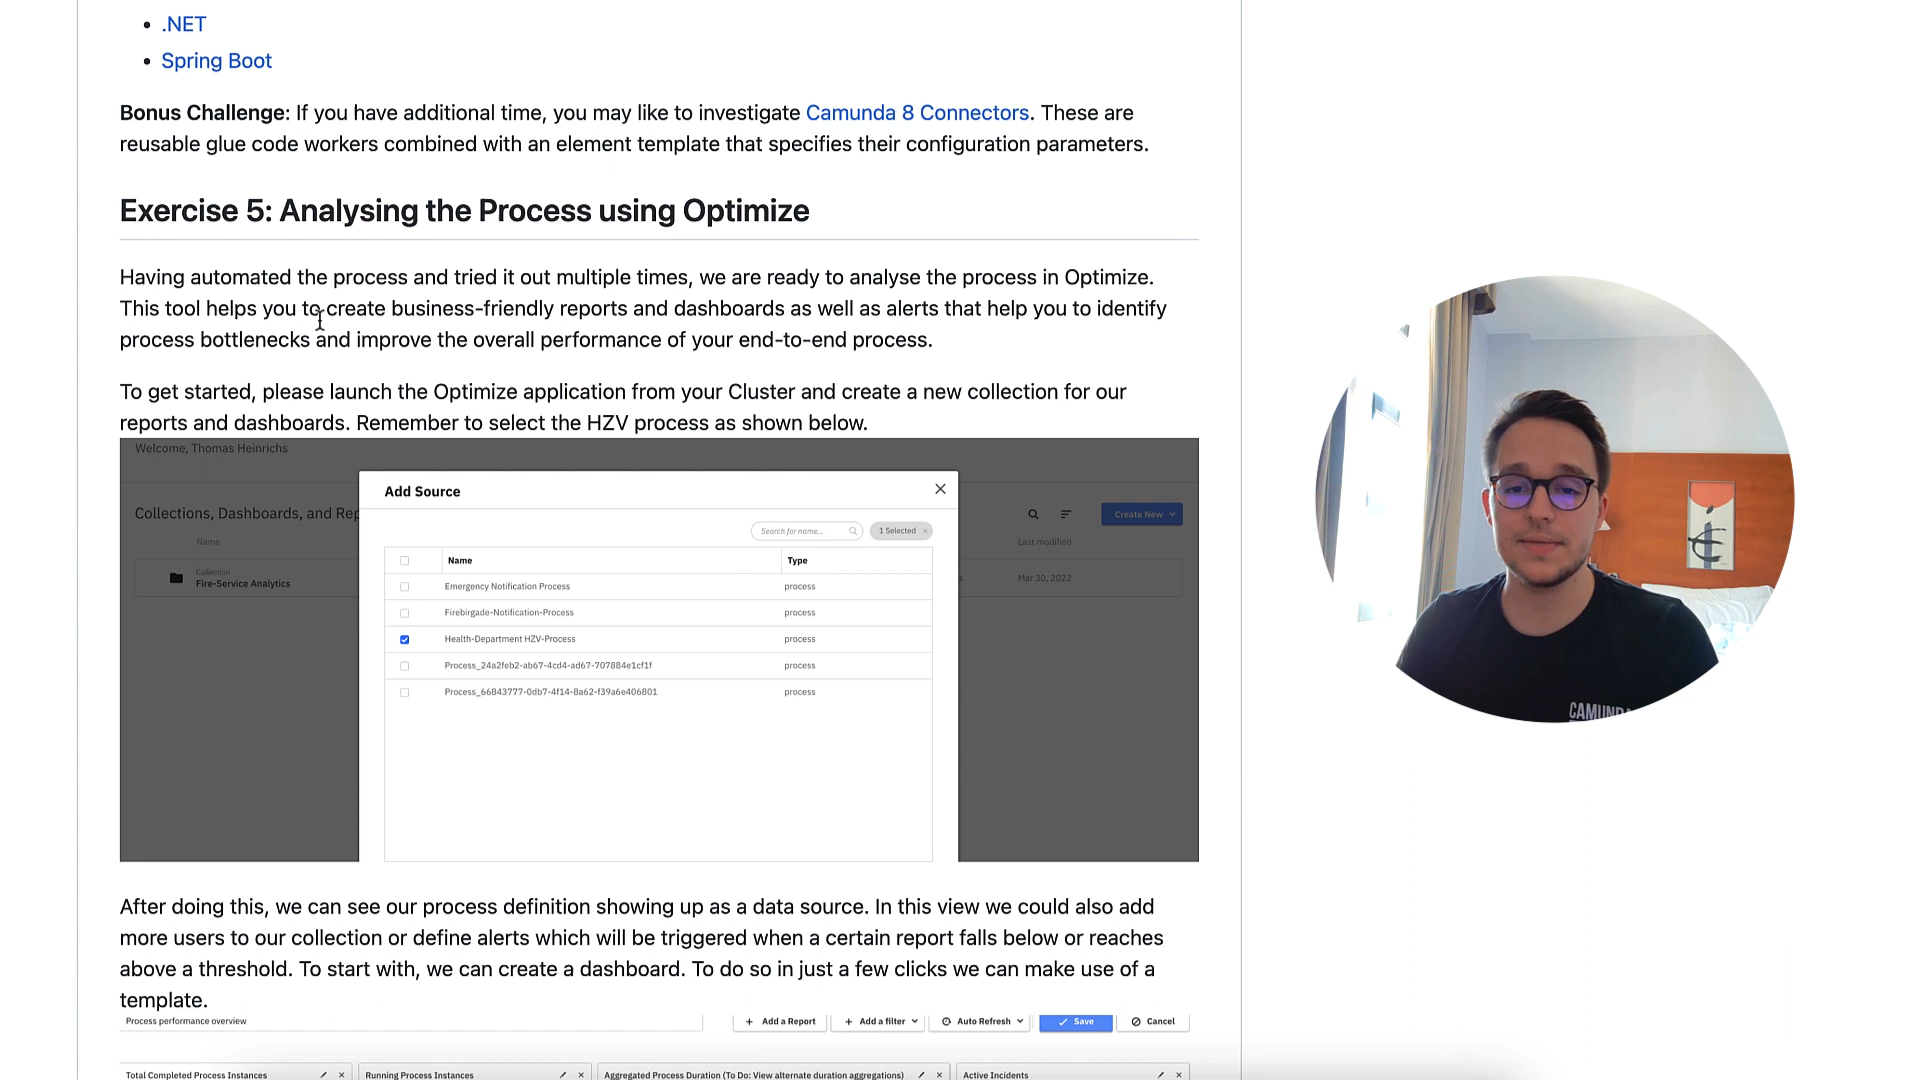 .NET
Spring Boot
Bonus Challenge: If you have additional time, you may like to investigate Camunda 8 Connectors. These are
reusable glue code workers combined with an element template that specifies their configuration parameters.
Exercise 5: Analysing the Process using Optimize
Having automated the process and tried it out multiple times, we are ready to analyse the process in Optimize.
This tool helps you to create business-friendly reports and dashboards as well as alerts that help you to identify
process bottlenecks and improve the overall performance of your end-to-end process.
To get started, please launch the Optimize application from your Cluster and create a new collection for our
reports and dashboards. Remember to select the HZV process as shown below.
Welcome, Thomas Heinrichs
Add Source
Collections, Dashboards, and Rep
Create New
Search for name...
1 Selected
Name
Last modified
Name Type
Collection
Fire-Service Analytics
s Mar 30, 2022
Emergency Notification Process process
Firebirgade-Notification-Process process
Health-Department HZV-Process process
Process_24a2feb2-ab67-4cd4-ad67-707884e1cf1f process
Process_66843777-0db7-4f14-8a62-f39a6e406801 process
CAMUNDA
After doing this, we can see our process definition showing up as a data source. In this view we could also add
more users to our collection or define alerts which will be triggered when a certain report falls below or reaches
above a threshold. To start with, we can create a dashboard. To do so in just a few clicks we can make use of a
template.
Process performance overview
+ Add a Report
+ Add a filter
Auto Refresh
Save
Cancel
Total Completed Process Instances
Running Process Instances
Aggregated Process Duration (To Do: View alternate duration aggregations)
Active Incidents